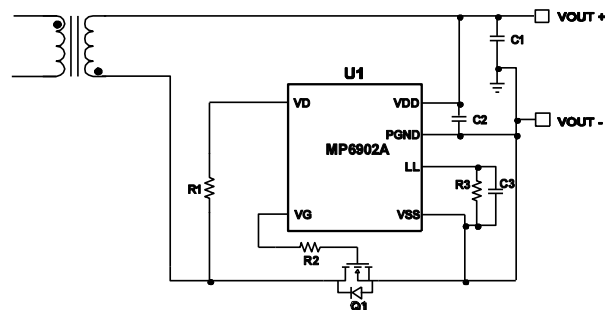 VOUT +
C1
U1
VD
VDD
C2
VOUT -
PGND
MP6902A
LL
R1
R3
C3
VG
VSS
R2
Q1